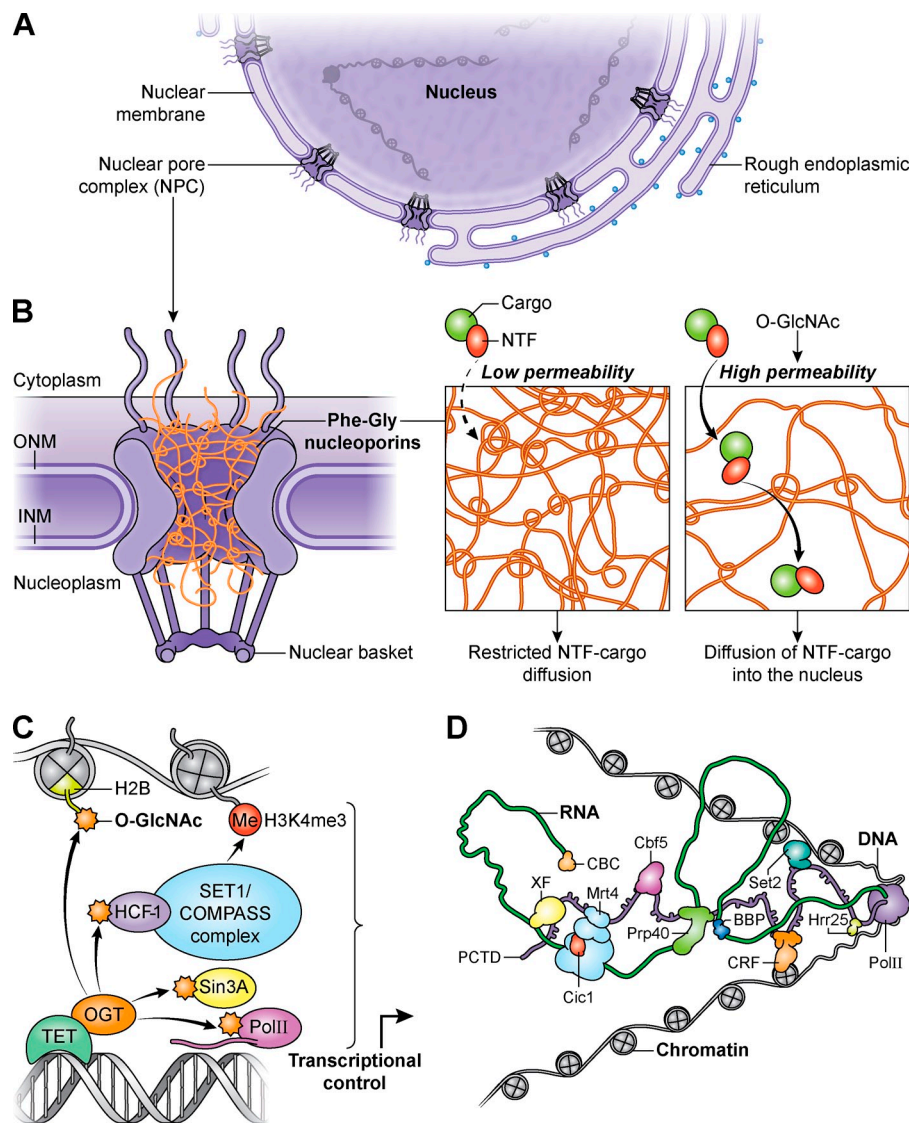 A
Nuclear
membrane
Nucleus
Nuclear pore
complex (NPC)
Rough endoplasmic
reticulum
B
Cytoplasm
ONM
INM
Nucleoplasm
Phe-Gly
nucleoporins
Nuclear basket
Cargo
NTF
Low permeability
Restricted NTF-cargo
diffusion
O-GlcNAc
High permeability
Diffusion of NTF-cargo
into the nucleus
C
H2B
O-GlcNAc
Me
H3K4me3
HCF-1
SET1/
COMPASS
complex
Sin3A
OGT
TET
PolII
Transcriptional
control
D
RNA
CBC
XF
Mrt4
Cbf5
PCTD
Cic1
Prp40
BBP
Set2
DNA
Hrr25
CRF
PolII
Chromatin